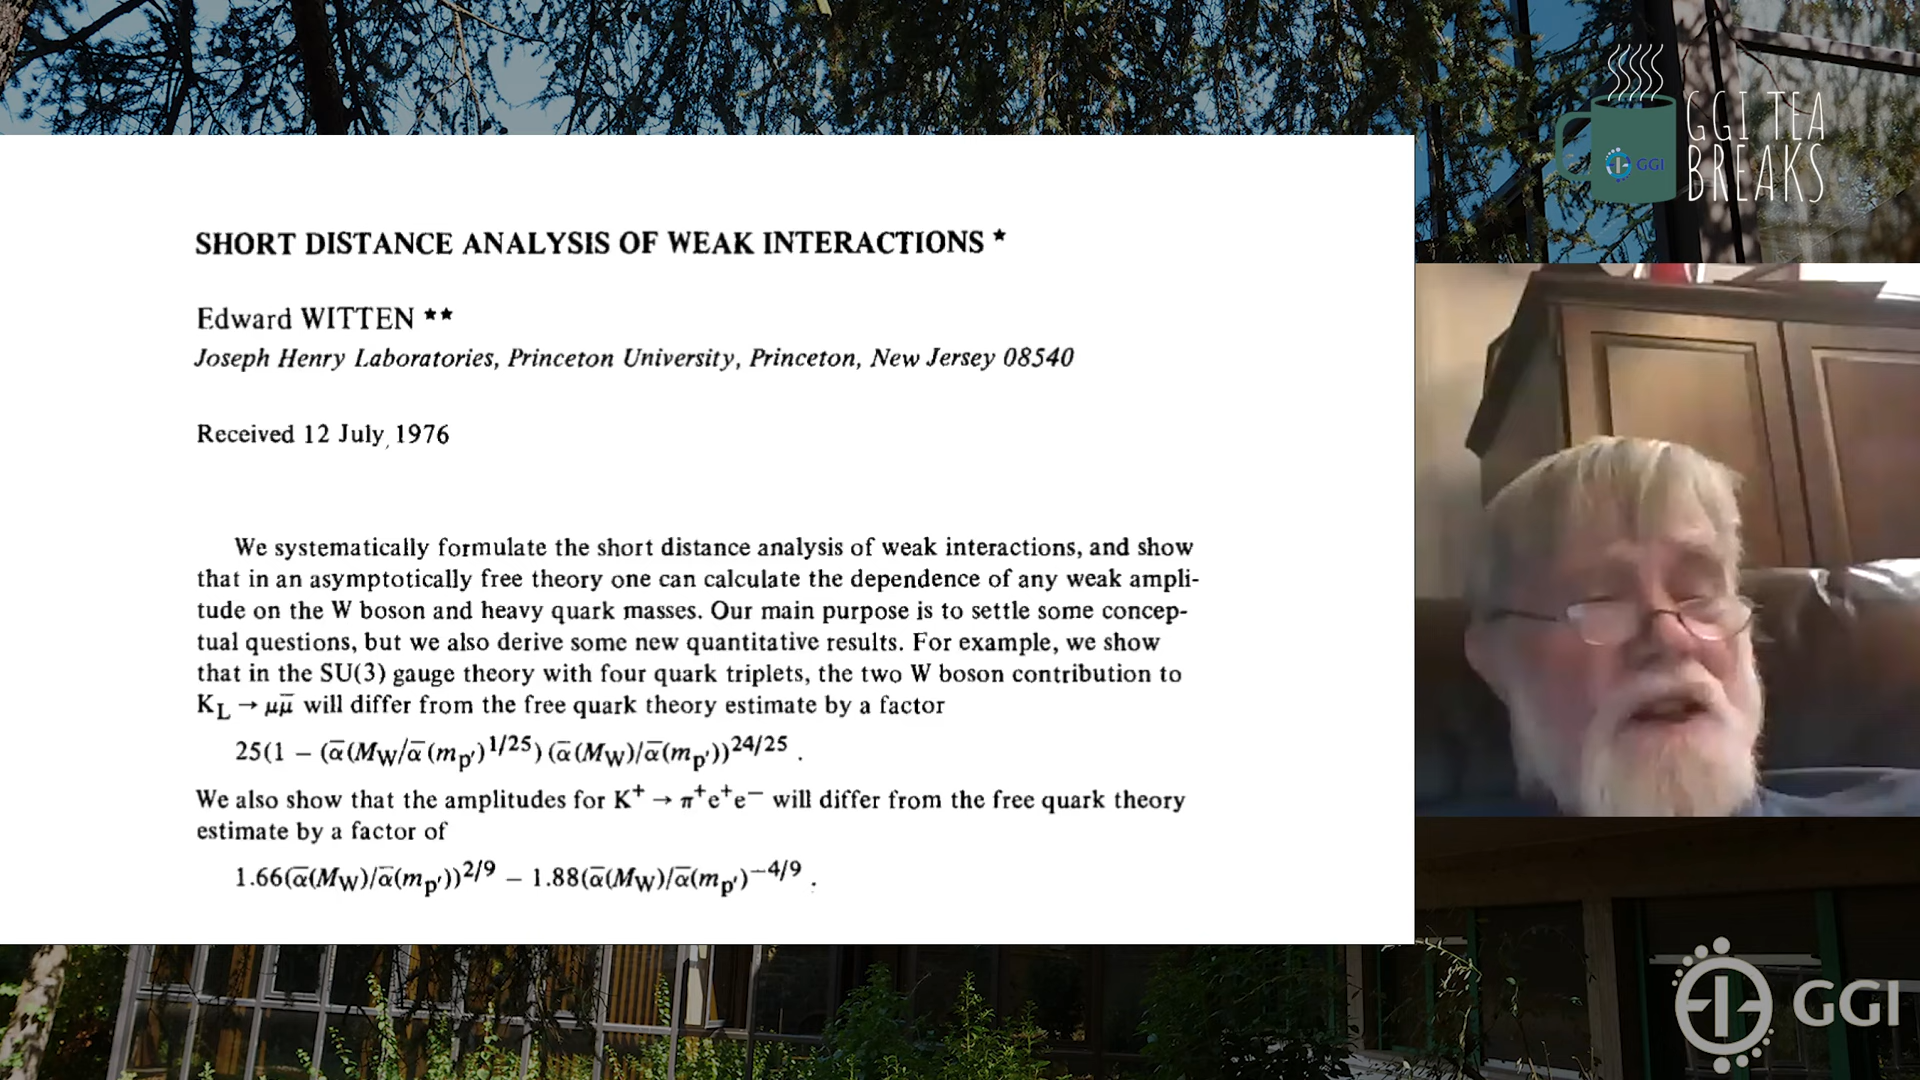 SHORT DISTANCE ANALYSIS OF WEAK INTERACTIONS *
Edward WITTEN **
Joseph Henry Laboratories, Princeton University, Princeton, New Jersey 08540
Received 12 July 1976
We systematically formulate the short distance analysis of weak interactions, and show
that in an asymptotically free theory one can calculate the dependence of any weak ampli-
tude on the W boson and heavy quark masses. Our main purpose is to settle some concep-
tual questions, but we also derive some new quantitative results. For example, we show
that in the SU(3) gauge theory with four quark triplets, the two W boson contribution to
K_L → μμ̄ will differ from the free quark theory estimate by a factor
25(1 − (ᾱ(M_W/ᾱ(m_p′)^1/25) (ᾱ(M_W)/ᾱ(m_p′))^24/25 .
We also show that the amplitudes for K⁺ → π⁺e⁺e⁻ will differ from the free quark theory
estimate by a factor of
1.66(ᾱ(M_W)/ᾱ(m_p′))^2/9 − 1.88(ᾱ(M_W)/ᾱ(m_p′)^−4/9 .
GGI TEA
BREAKS
GGI
GGI